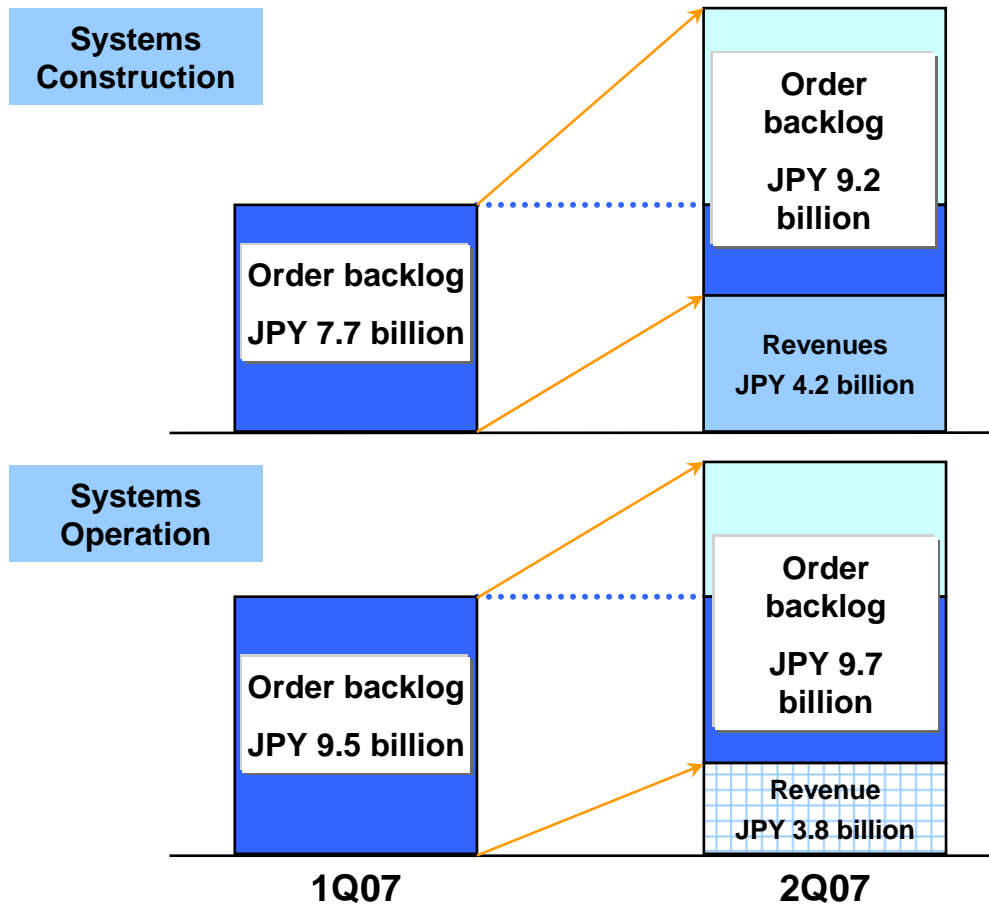 Systems
Construction
Order
backlog
JPY 9.2
billion
Order backlog
JPY 7.7 billion
Revenues
JPY 4.2 billion
Systems
Operation
Order
backlog
JPY 9.7
billion
Order backlog
JPY 9.5 billion
Revenue
JPY 3.8 billion
1Q07
2Q07